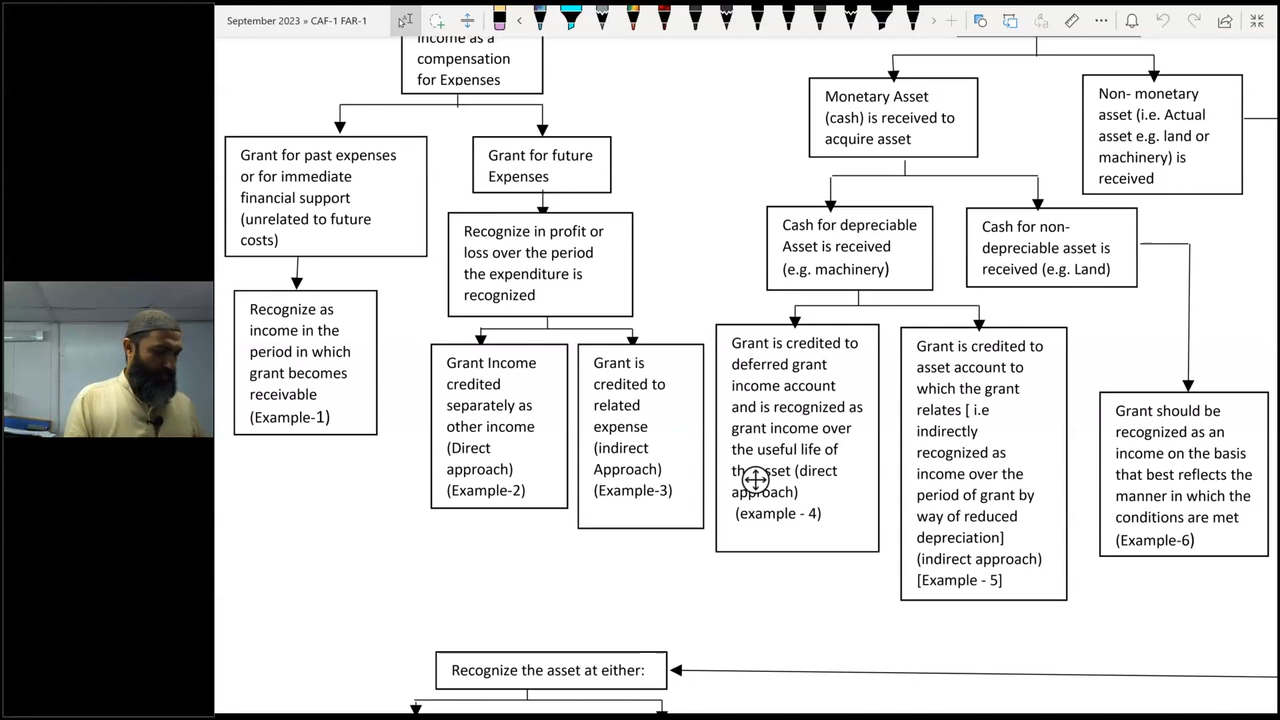 September 2023 » CAF-1 FAR-1
Income as a
compensation
for Expenses
Grant for past expenses
or for immediate
financial support
(unrelated to future
costs)
Grant for future
Expenses
Recognize in profit or
loss over the period
the expenditure is
recognized
Recognize as
income in the
period in which
grant becomes
receivable
(Example-1)
Grant Income
credited
separately as
other income
(Direct
approach)
(Example-2)
Grant is
credited to
related
expense
(indirect
Approach)
(Example-3)
Monetary Asset
(cash) is received to
acquire asset
Non- monetary
asset (i.e. Actual
asset e.g. land or
machinery) is
received
Cash for depreciable
Asset is received
(e.g. machinery)
Cash for non-
depreciable asset is
received (e.g. Land)
Grant is credited to
deferred grant
income account
and is recognized as
grant income over
the useful life of
the asset (direct
approach)
(example - 4)
Grant is credited to
asset account to
which the grant
relates [ i.e
indirectly
recognized as
income over the
period of grant by
way of reduced
depreciation]
(indirect approach)
[Example - 5]
Grant should be
recognized as an
income on the basis
that best reflects the
manner in which the
conditions are met
(Example-6)
Recognize the asset at either: